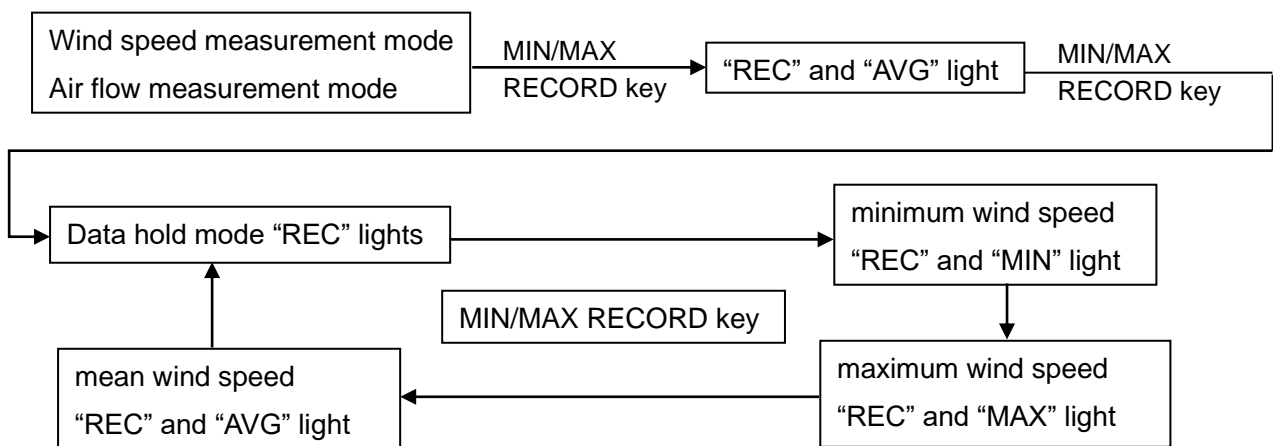 Wind speed measurement mode
Air flow measurement mode
MIN/MAX
RECORD key
“REC” and “AVG” light
MIN/MAX
RECORD key
Data hold mode “REC” lights
minimum wind speed
“REC” and “MIN” light
MIN/MAX RECORD key
mean wind speed
“REC” and “AVG” light
maximum wind speed
“REC” and “MAX” light